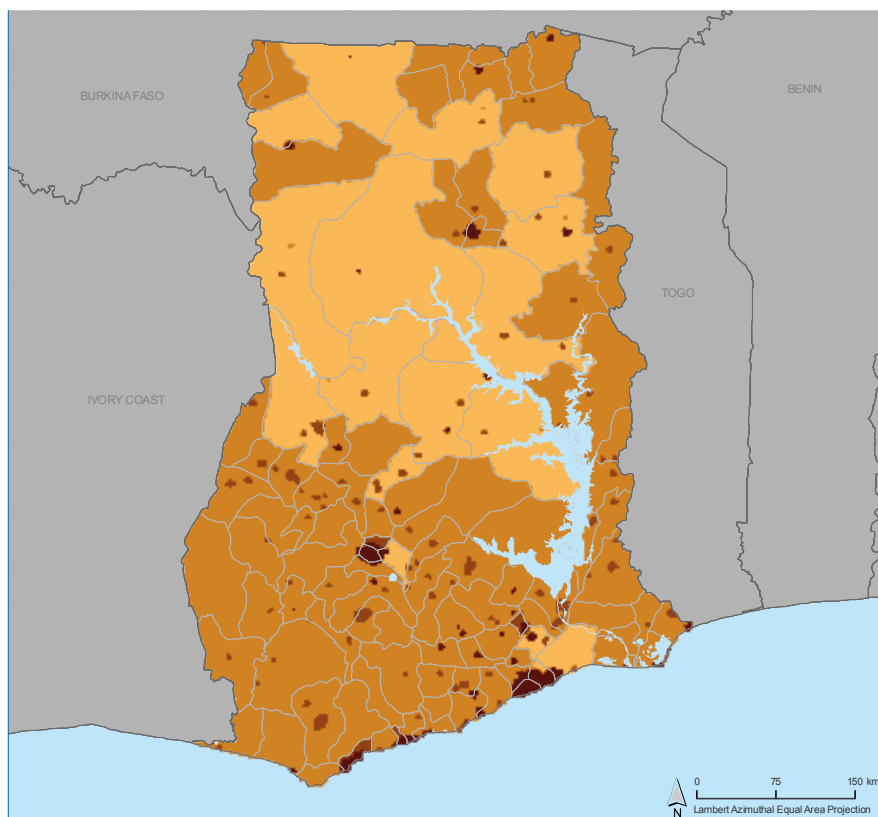 BURKINA FASO
BENIN
TOGO
IVORY COAST
0 75 150 km
Lambert Azimuthal Equal Area Projection
N